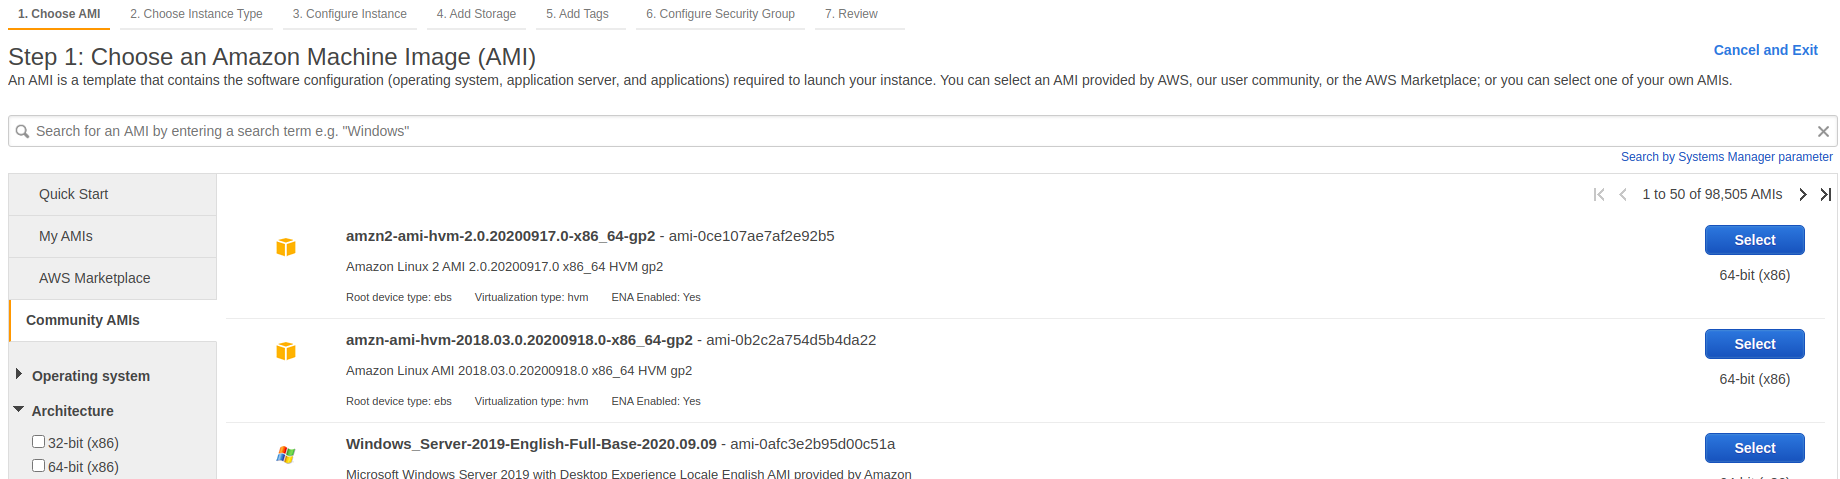 1. Choose AMI 2. Choose Instance Type 3. Configure Instance 4. Add Storage 5. Add Tags 6. Configure Security Group 7. Review
Step 1: Choose an Amazon Machine Image (AMI)
Cancel and Exit
An AMI is a template that contains the software configuration (operating system, application server, and applications) required to launch your instance. You can select an AMI provided by AWS, our user community, or the AWS Marketplace; or you can select one of your own AMIs.
Search for an AMI by entering a search term e.g. "Windows"
Search by Systems Manager parameter
Quick Start
My AMIs
AWS Marketplace
Community AMIs
Operating system
Architecture
32-bit (x86)
64-bit (x86)
1 to 50 of 98,505 AMIs
amzn2-ami-hvm-2.0.20200917.0-x86_64-gp2 - ami-0ce107ae7af2e92b5
Amazon Linux 2 AMI 2.0.20200917.0 x86_64 HVM gp2
Root device type: ebs Virtualization type: hvm ENA Enabled: Yes
Select
64-bit (x86)
amzn-ami-hvm-2018.03.0.20200918.0-x86_64-gp2 - ami-0b2c2a754d5b4da22
Amazon Linux AMI 2018.03.0.20200918.0 x86_64 HVM gp2
Root device type: ebs Virtualization type: hvm ENA Enabled: Yes
Select
64-bit (x86)
Windows_Server-2019-English-Full-Base-2020.09.09 - ami-0afc3e2b95d00c51a
Microsoft Windows Server 2019 with Desktop Experience Locale English AMI provided by Amazon
Select